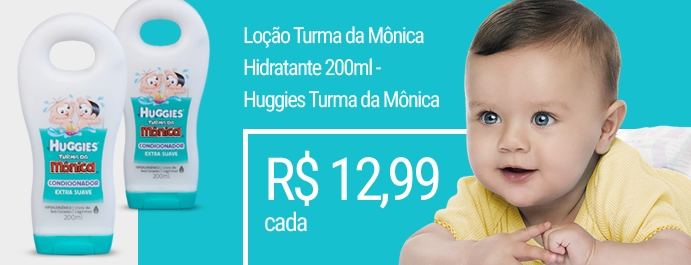 Loção Turma da Mônica
Hidratante 200ml -
Huggies Turma da Mônica
R$ 12,99
cada
HUGGIES
TURMA DA
Mônica
CONDICIONADOR
EXTRA SUAVE
200ml
HUGGIES
TURMA DA
Mônica
CONDICIONADOR
EXTRA SUAVE
200ml